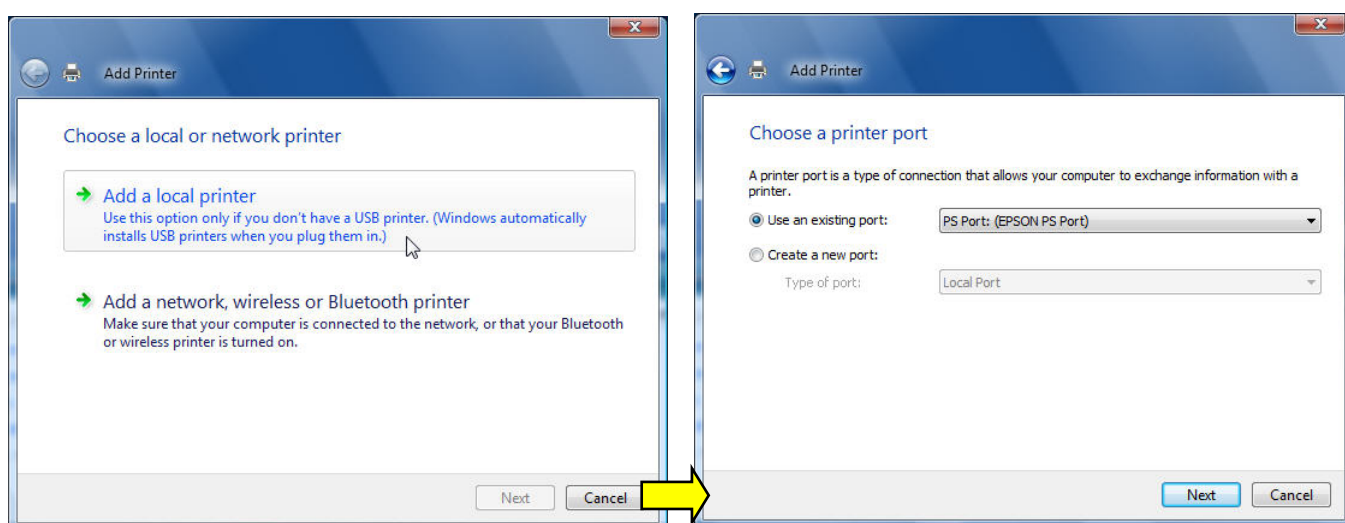 Add Printer
Choose a local or network printer
Add a local printer
Use this option only if you don't have a USB printer. (Windows automatically
installs USB printers when you plug them in.)
Add a network, wireless or Bluetooth printer
Make sure that your computer is connected to the network, or that your Bluetooth
or wireless printer is turned on.
Next
Cancel
Add Printer
Choose a printer port
A printer port is a type of connection that allows your computer to exchange information with a
printer.
Use an existing port:
PS Port: (EPSON PS Port)
Create a new port:
Type of port:
Local Port
Next
Cancel